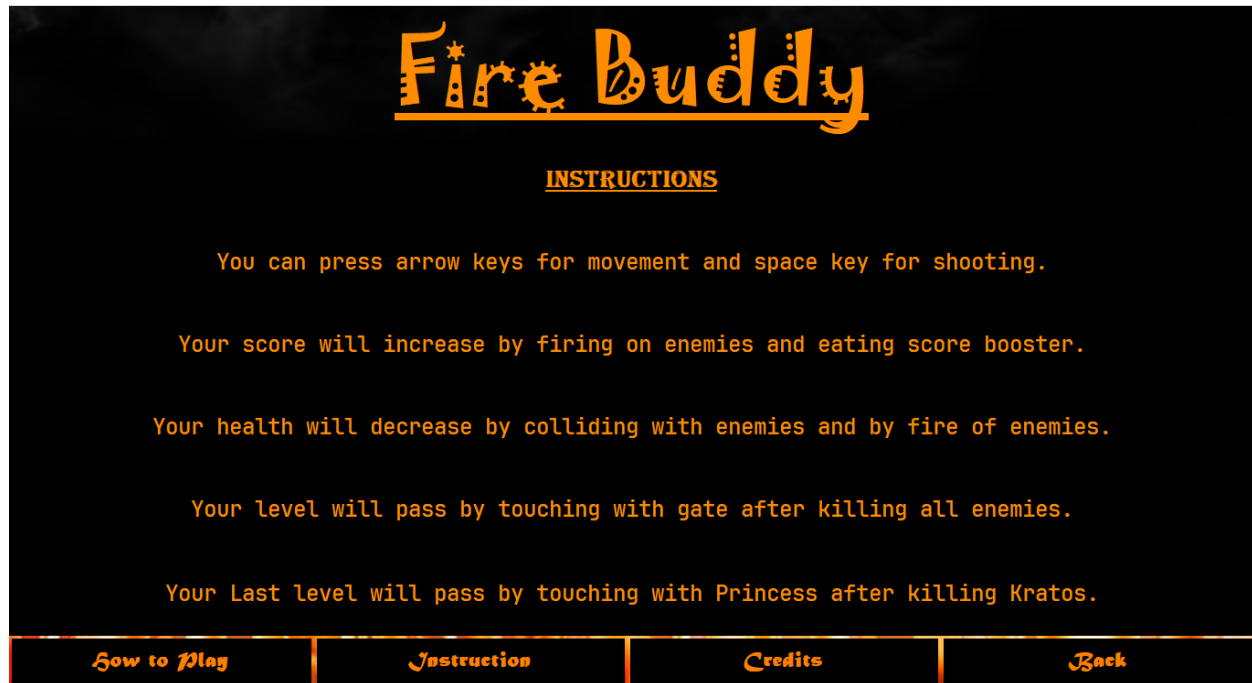 Fire Buddy
INSTRUCTIONS
You can press arrow keys for movement and space key for shooting.
Your score will increase by firing on enemies and eating score booster.
Your health will decrease by colliding with enemies and by fire of enemies.
Your level will pass by touching with gate after killing all enemies.
Your Last level will pass by touching with Princess after killing Kratos.
How to Play Instruction Credits Back